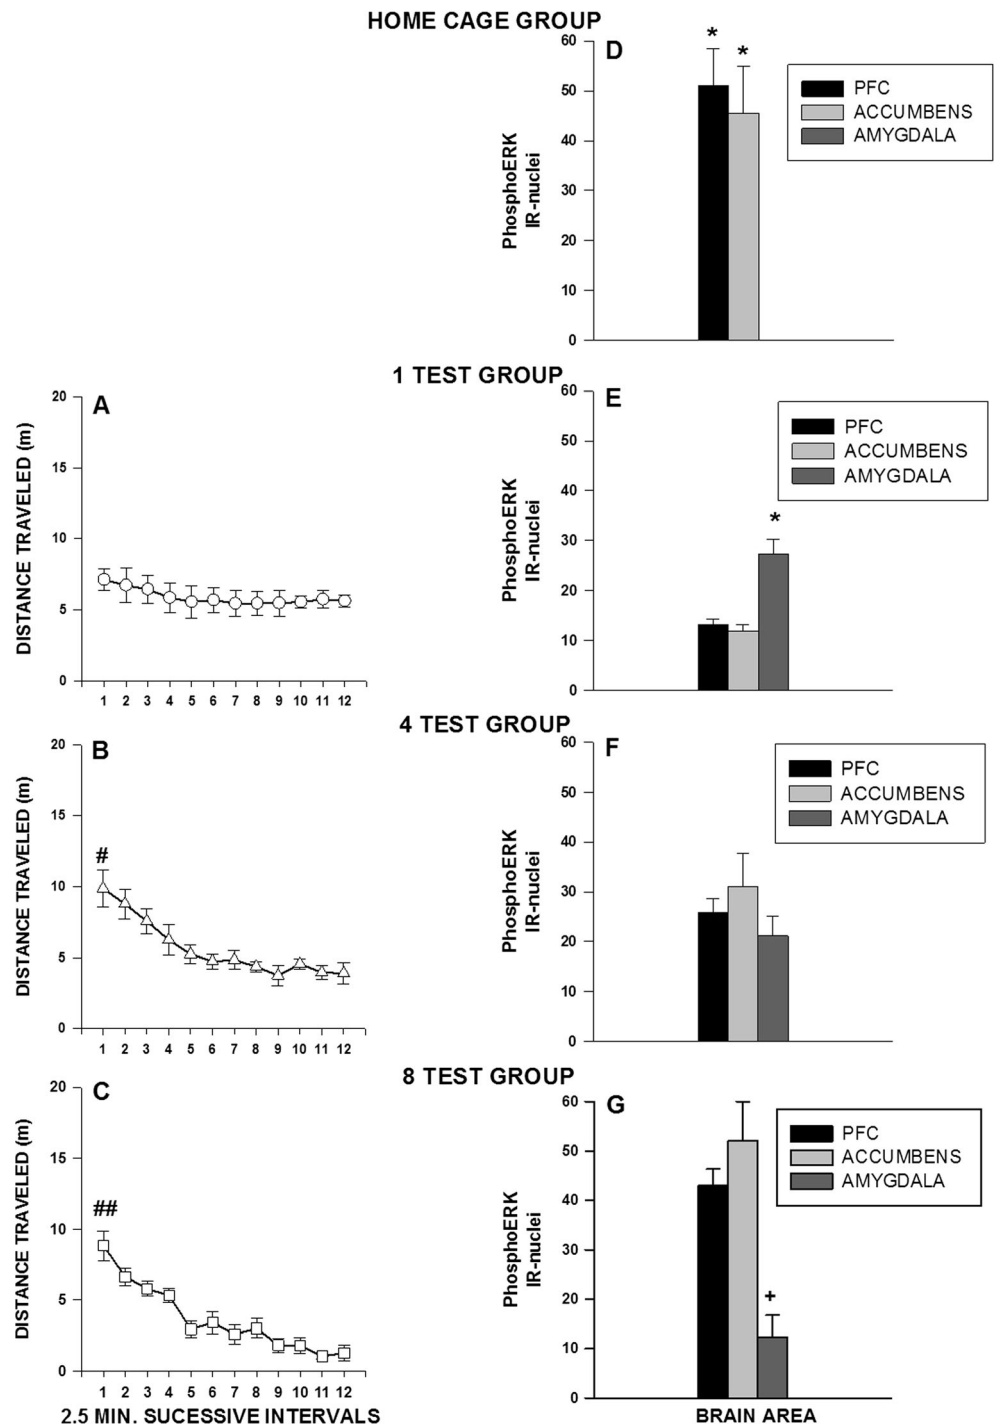 HOME CAGE GROUP
D
* *
60
50
40
30
20
10
0
PhosphoERK
IR-nuclei
PFC
ACCUMBENS
AMYGDALA
1 TEST GROUP
A
20
15
10
5
0
DISTANCE TRAVELED (m)
1 2 3 4 5 6 7 8 9 10 11 12
E
*
60
50
40
30
20
10
0
PhosphoERK
IR-nuclei
PFC
ACCUMBENS
AMYGDALA
4 TEST GROUP
B
#
20
15
10
5
0
DISTANCE TRAVELED (m)
1 2 3 4 5 6 7 8 9 10 11 12
F
60
50
40
30
20
10
0
PhosphoERK
IR-nuclei
PFC
ACCUMBENS
AMYGDALA
8 TEST GROUP
C
##
20
15
10
5
0
DISTANCE TRAVELED (m)
1 2 3 4 5 6 7 8 9 10 11 12
2.5 MIN. SUCESSIVE INTERVALS
G
+
60
50
40
30
20
10
0
PhosphoERK
IR-nuclei
PFC
ACCUMBENS
AMYGDALA
BRAIN AREA